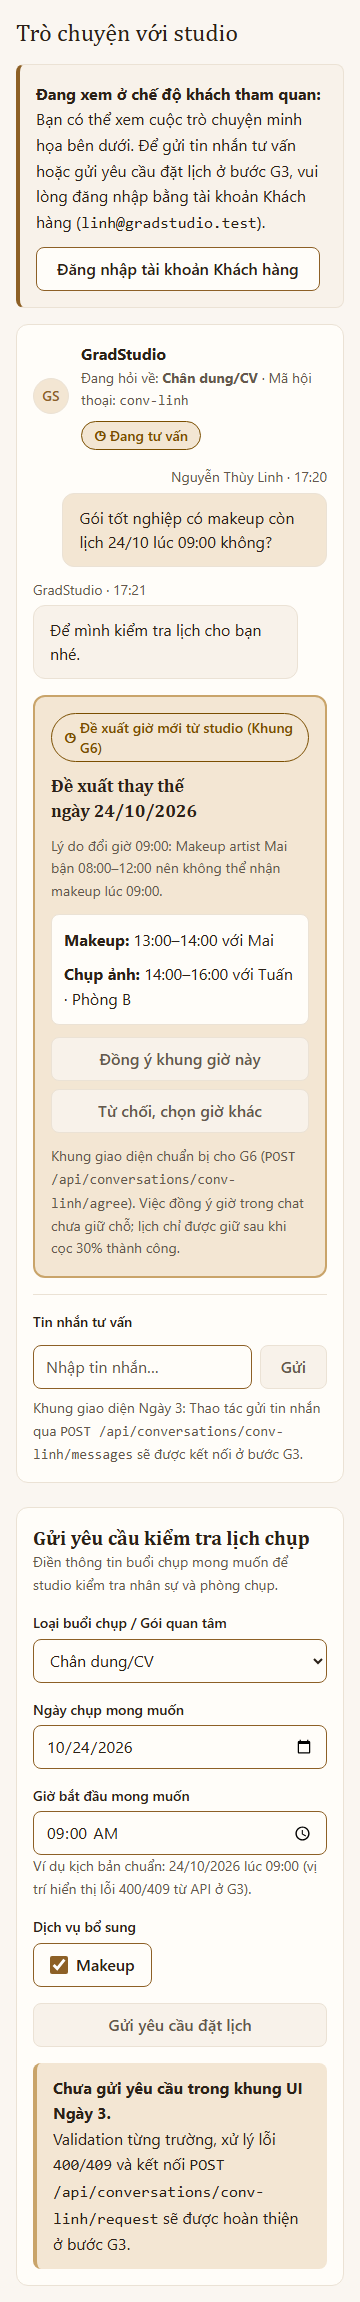 Trò chuyện với studio
Đang xem ở chế độ khách tham quan:
Bạn có thể xem cuộc trò chuyện minh
họa bên dưới. Để gửi tin nhắn tư vấn
hoặc gửi yêu cầu đặt lịch ở bước G3, vui
lòng đăng nhập bằng tài khoản Khách
hàng (linh@gradstudio.test).
Đăng nhập tài khoản Khách hàng
GS
GradStudio
Đang hỏi về: Chân dung/CV · Mã hội
thoại: conv-linh
Đang tư vấn
Nguyễn Thùy Linh · 17:20
Gói tốt nghiệp có makeup còn
lịch 24/10 lúc 09:00 không?
GradStudio · 17:21
Để mình kiểm tra lịch cho bạn
nhé.
Đề xuất giờ mới từ studio (Khung
G6)
Đề xuất thay thế
ngày 24/10/2026
Lý do đổi giờ 09:00: Makeup artist Mai
bận 08:00–12:00 nên không thể nhận
makeup lúc 09:00.
Makeup: 13:00–14:00 với Mai
Chụp ảnh: 14:00–16:00 với Tuấn
· Phòng B
Đồng ý khung giờ này
Từ chối, chọn giờ khác
Khung giao diện chuẩn bị cho G6 (POST
/api/conversations/conv-
linh/agree). Việc đồng ý giờ trong chat
chưa giữ chỗ; lịch chỉ được giữ sau khi
cọc 30% thành công.
Tin nhắn tư vấn
Nhập tin nhắn...
Gửi
Khung giao diện Ngày 3: Thao tác gửi tin nhắn
qua POST /api/conversations/conv-
linh/messages sẽ được kết nối ở bước G3.
Gửi yêu cầu kiểm tra lịch chụp
Điền thông tin buổi chụp mong muốn để
studio kiểm tra nhân sự và phòng chụp.
Loại buổi chụp / Gói quan tâm
Chân dung/CV
Ngày chụp mong muốn
10/24/2026
Giờ bắt đầu mong muốn
09:00 AM
Ví dụ kịch bản chuẩn: 24/10/2026 lúc 09:00 (vị
trí hiển thị lỗi 400/409 từ API ở G3).
Dịch vụ bổ sung
Makeup
Gửi yêu cầu đặt lịch
Chưa gửi yêu cầu trong khung UI
Ngày 3.
Validation từng trường, xử lý lỗi
400/409 và kết nối POST
/api/conversations/conv-
linh/request sẽ được hoàn thiện
ở bước G3.